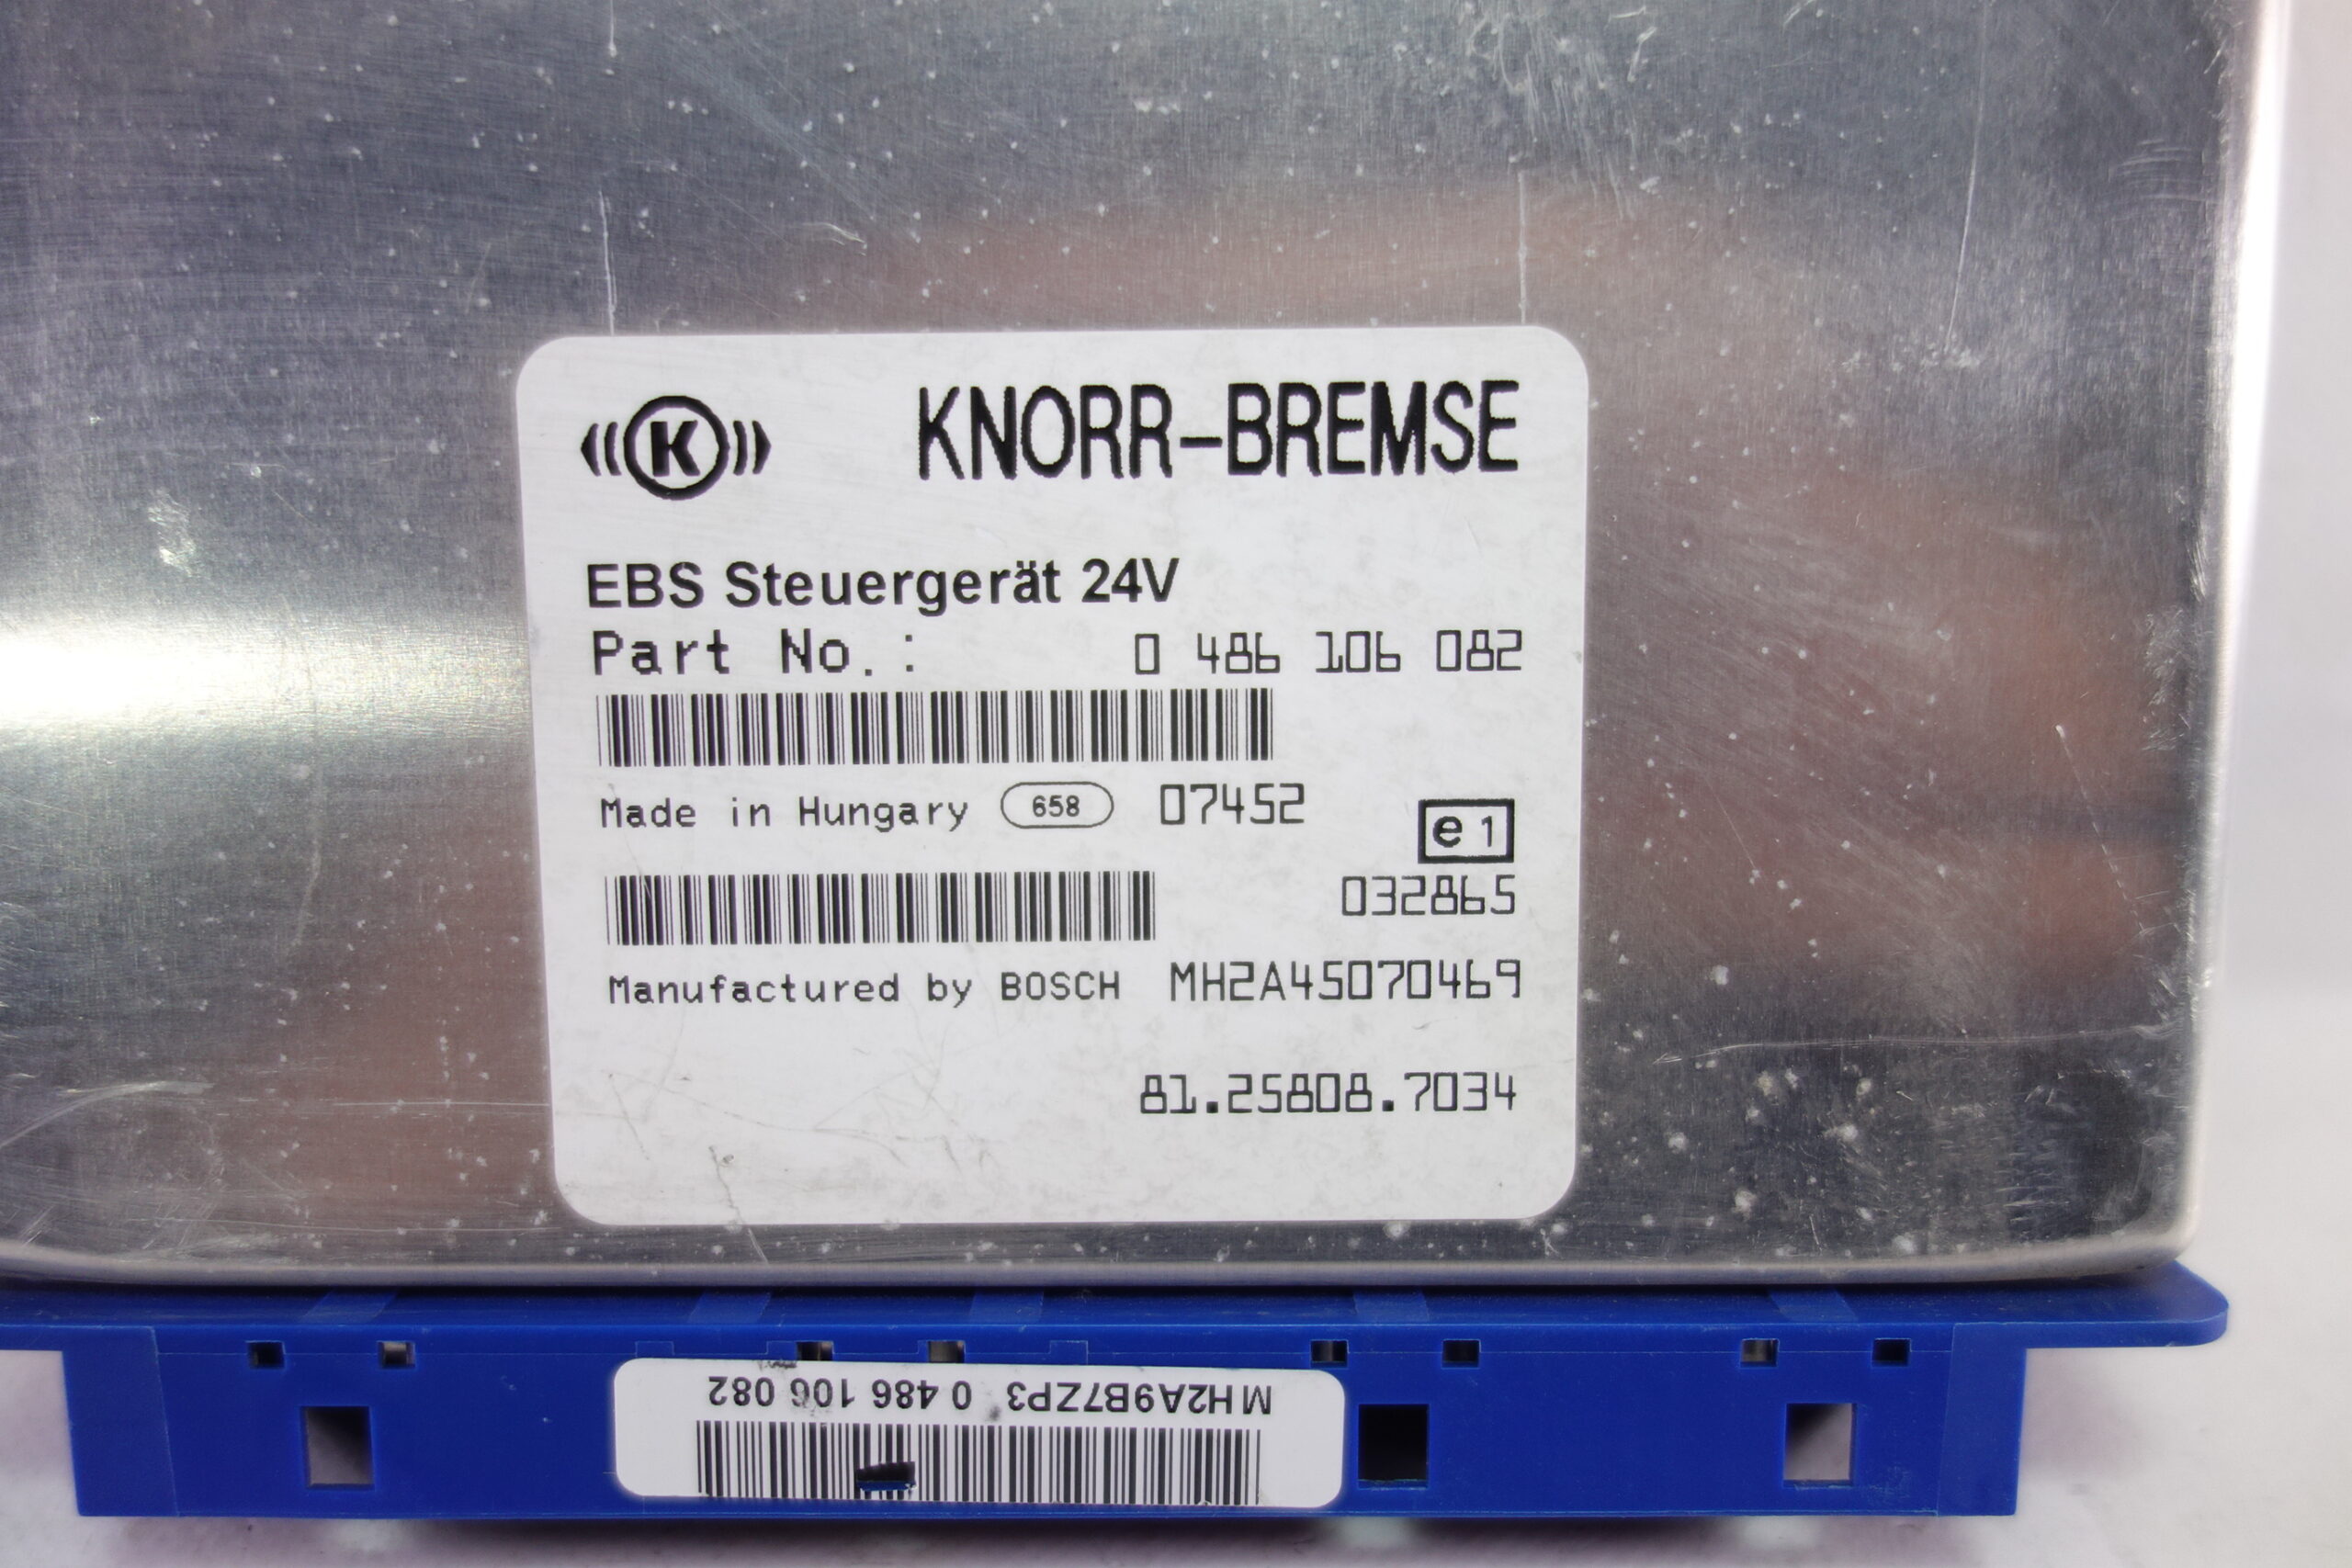 K KNORR-BREMSE
EBS Steuergerät 24V
Part No.: 0 486 106 082
Made in Hungary 658 07452
e1
032865
Manufactured by BOSCH MH2A45070469
81.25808.7034
MH2A9B7ZP3 0 486 106 082